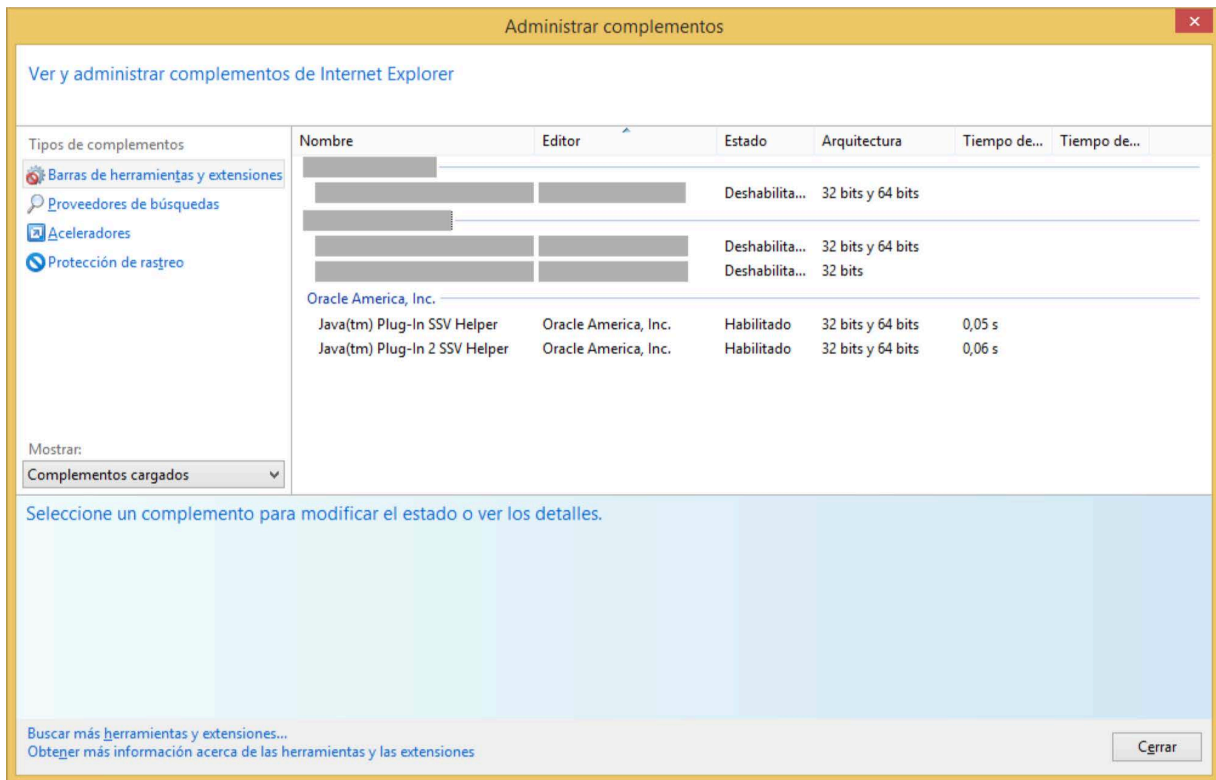 Administrar complementos
Ver y administrar complementos de Internet Explorer
Tipos de complementos
Barras de herramientas y extensiones
Proveedores de búsquedas
Aceleradores
Protección de rastreo
Mostrar:
Complementos cargados
Nombre Editor Estado Arquitectura Tiempo de... Tiempo de...
Deshabilita... 32 bits y 64 bits
Deshabilita... 32 bits y 64 bits
Deshabilita... 32 bits
Oracle America, Inc.
Java(tm) Plug-In SSV Helper Oracle America, Inc. Habilitado 32 bits y 64 bits 0,05 s
Java(tm) Plug-In 2 SSV Helper Oracle America, Inc. Habilitado 32 bits y 64 bits 0,06 s
Seleccione un complemento para modificar el estado o ver los detalles.
Buscar más herramientas y extensiones...
Obtener más información acerca de las herramientas y las extensiones
Cerrar